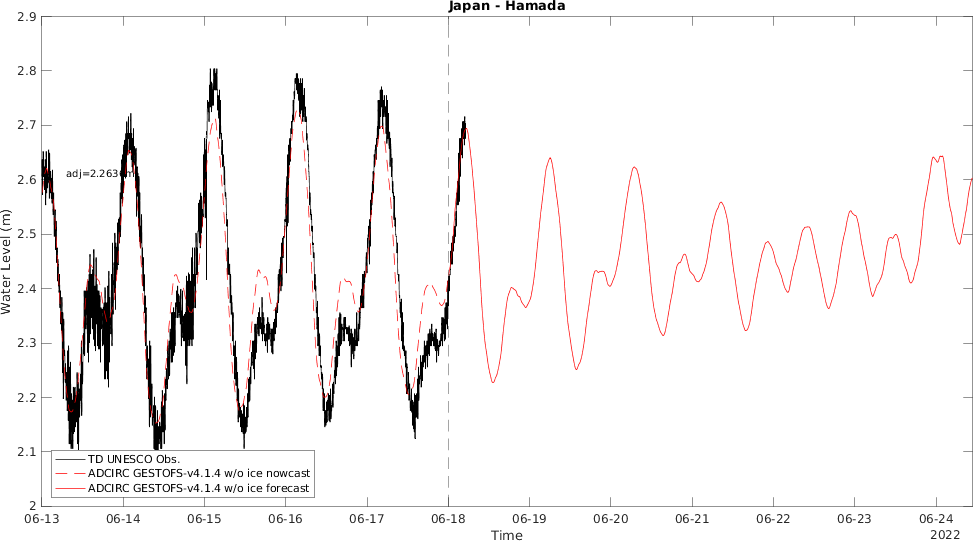 Japan - Hamada
Water Level (m)
2.9
2.8
2.7
2.6
2.5
2.4
2.3
2.2
2.1
2
adj=2.263
TD UNESCO Obs.
ADCIRC GESTOFS-v4.1.4 w/o ice nowcast
ADCIRC GESTOFS-v4.1.4 w/o ice forecast
06-13 06-14 06-15 06-16 06-17 06-18 06-19 06-20 06-21 06-22 06-23 06-24
2022
Time